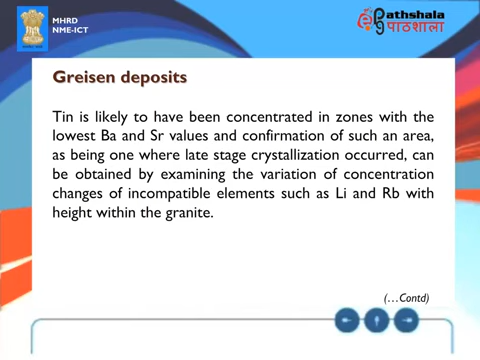 MHRD
NME-ICT
epathshala
पाठशाला
Greisen deposits
Tin is likely to have been concentrated in zones with the
lowest Ba and Sr values and confirmation of such an area,
as being one where late stage crystallization occurred, can
be obtained by examining the variation of concentration
changes of incompatible elements such as Li and Rb with
height within the granite.
(…Contd)